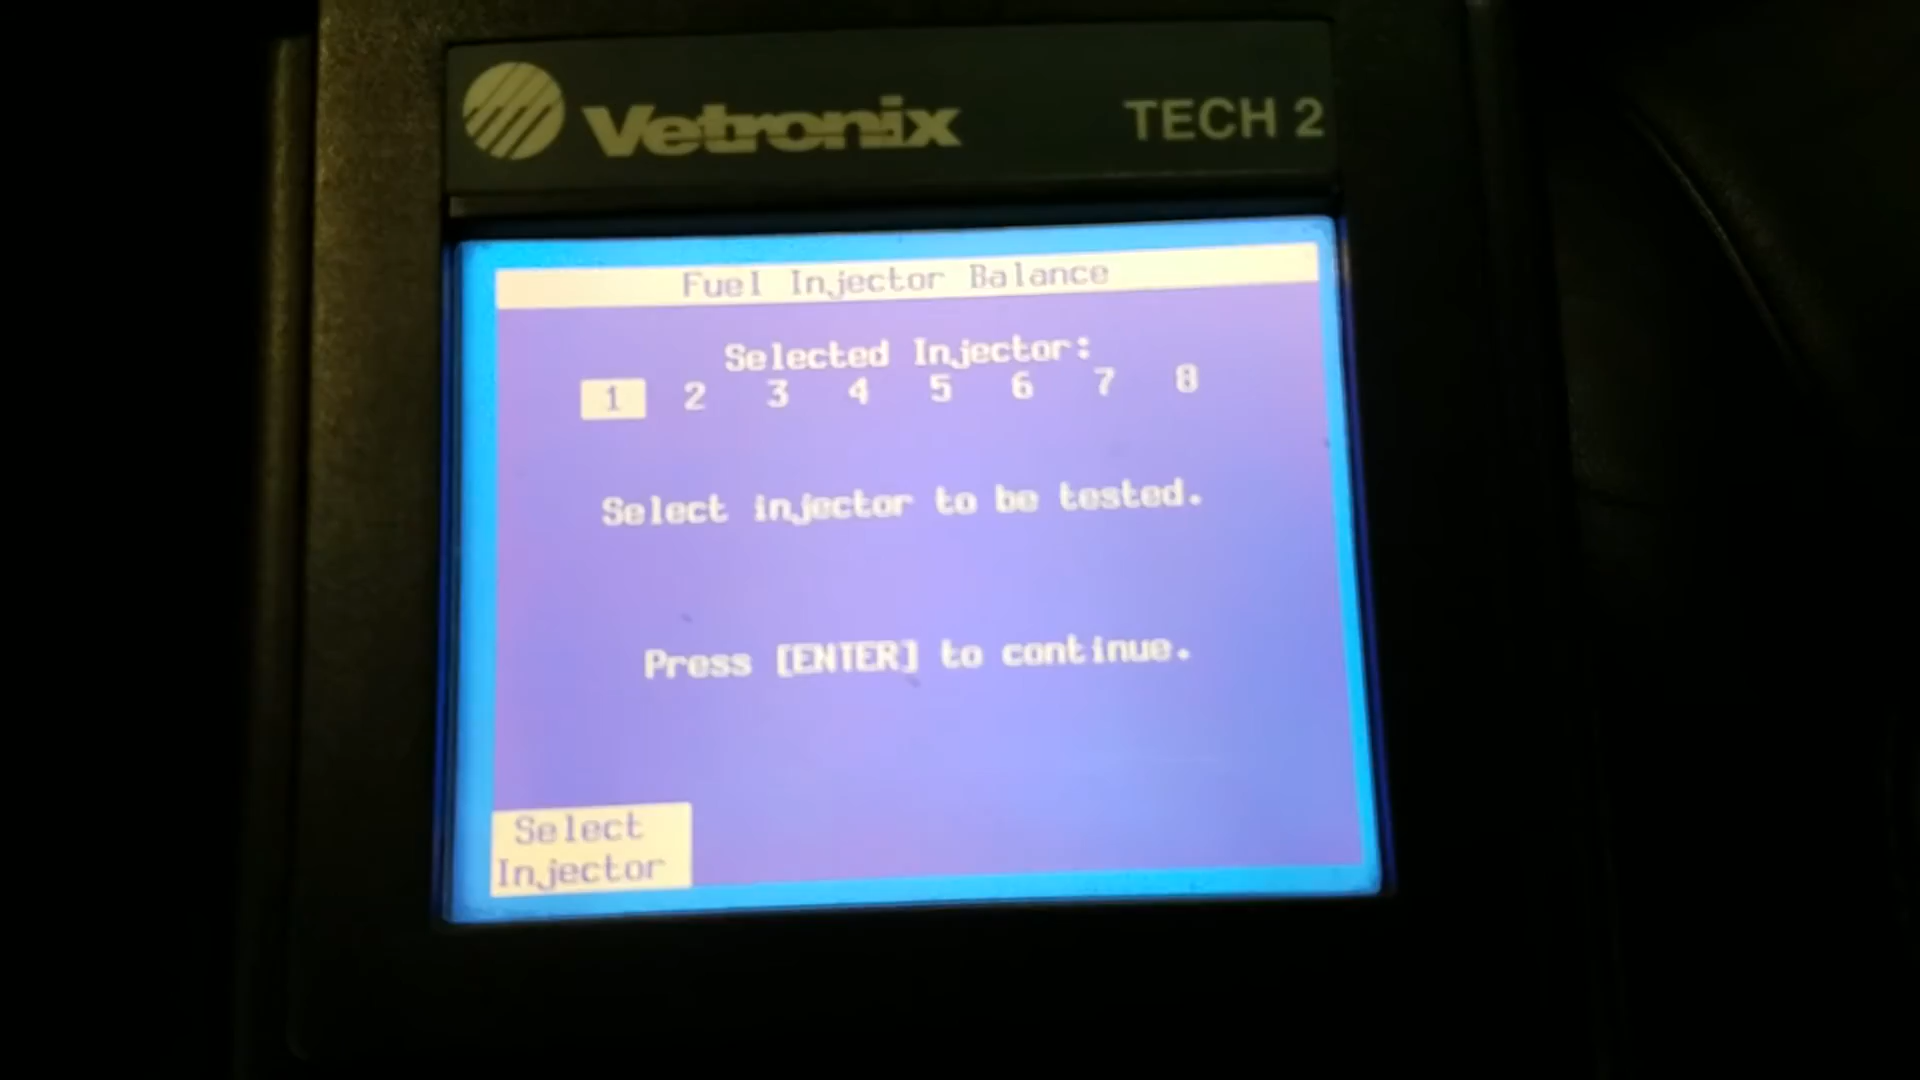 Vetronix TECH 2
Fuel Injector Balance
Selected Injector:
1 2 3 4 5 6 7 8
Select injector to be tested.
Press [ENTER] to continue.
Select
Injector